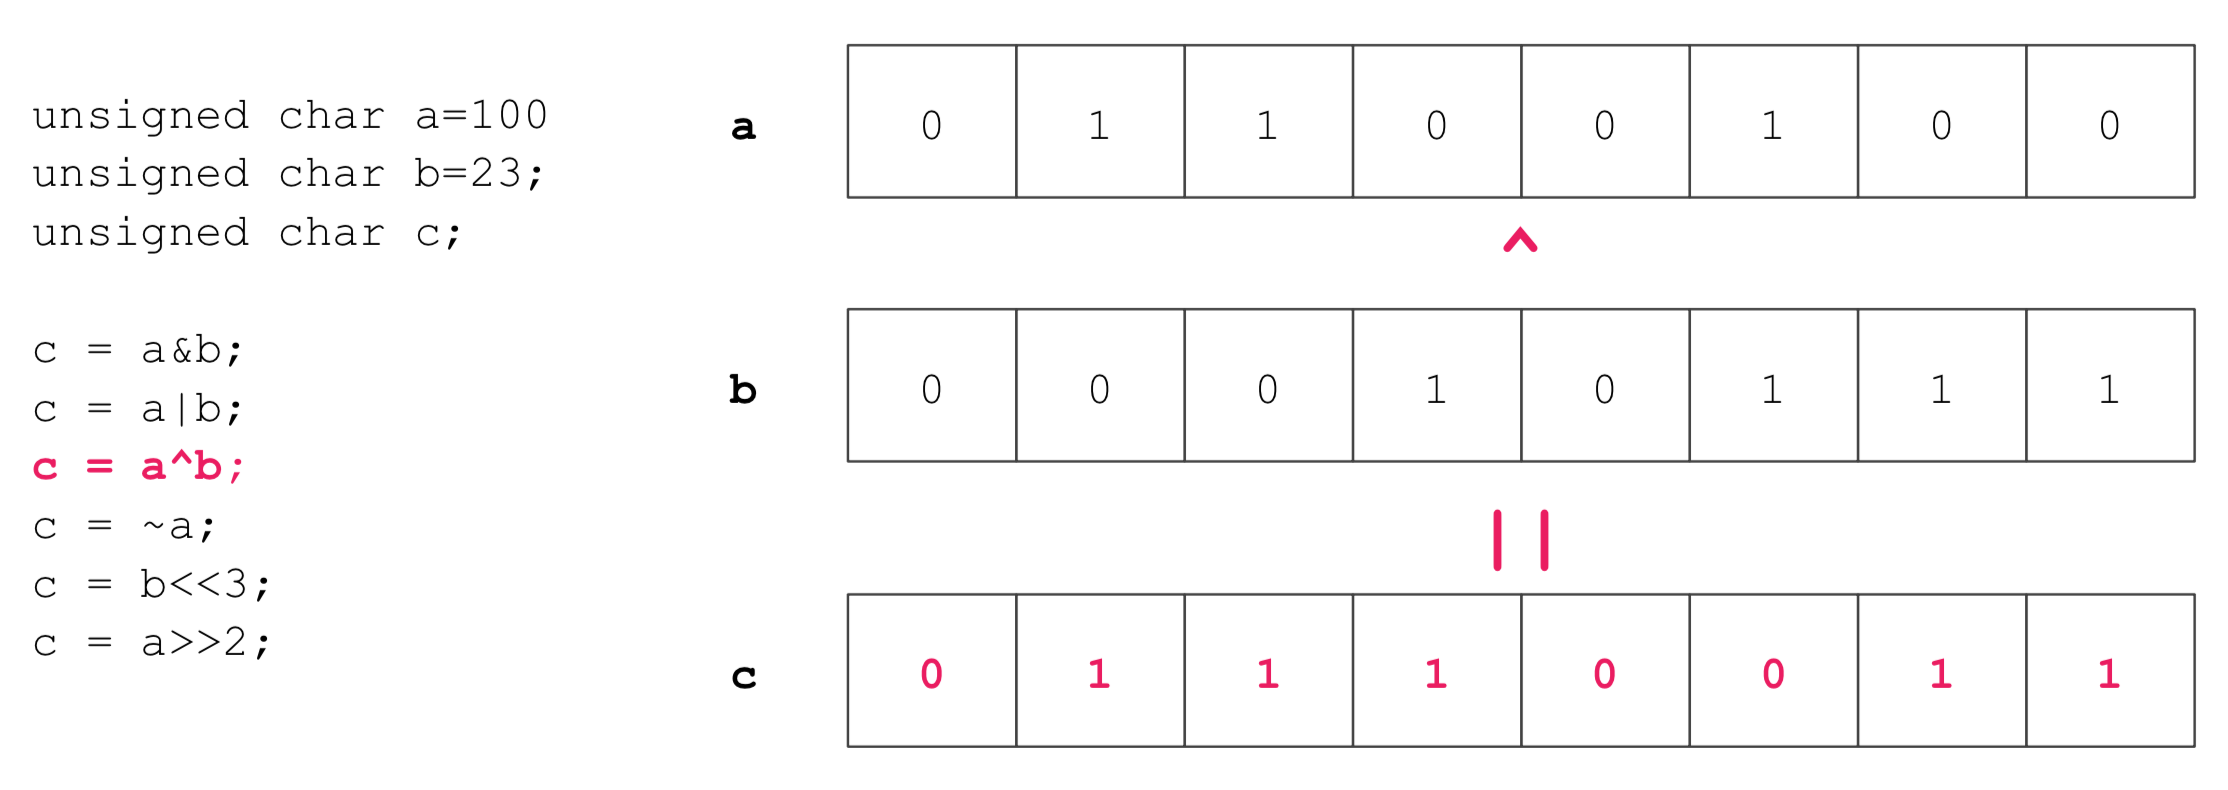 unsigned char a=100
unsigned char b=23;
unsigned char c;
c = a&b;
c = a|b;
c = a^b;
c = ~a;
c = b<<3;
c = a>>2;
a 0 1 1 0 0 1 0 0
^
b 0 0 0 1 0 1 1 1
||
c 0 1 1 1 0 0 1 1